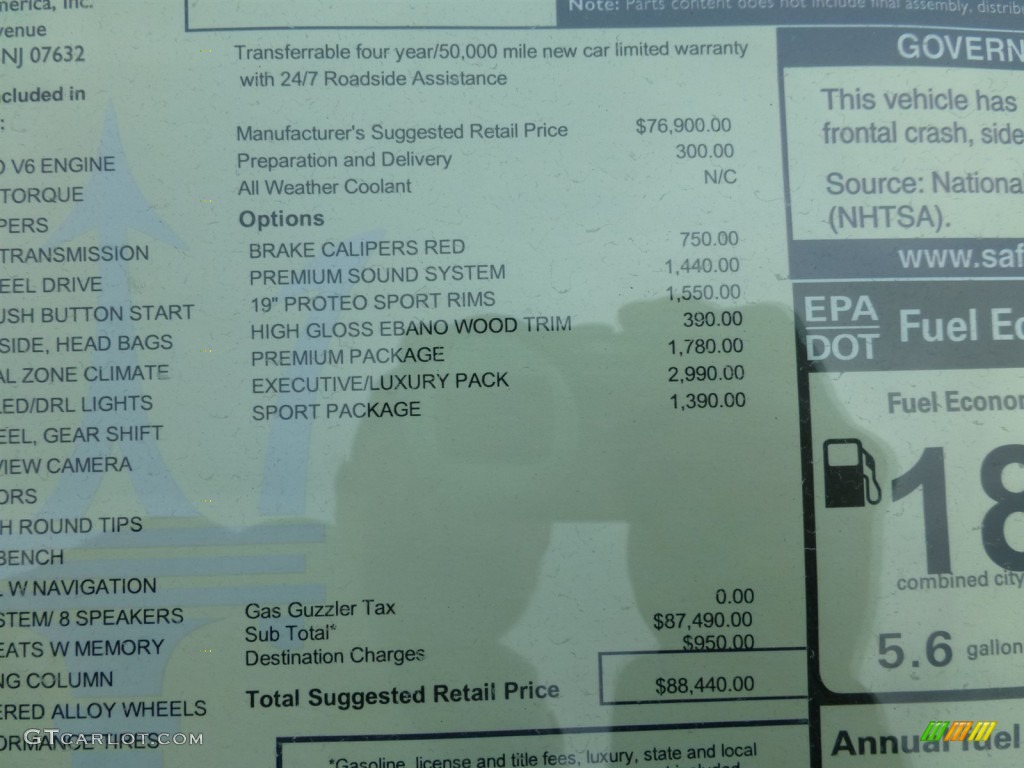 Note: Parts content does not include final assembly, distrib
merica, Inc.
venue
NJ 07632
cluded in
:
V6 ENGINE
TORQUE
PERS
TRANSMISSION
EEL DRIVE
USH BUTTON START
SIDE, HEAD BAGS
AL ZONE CLIMATE
LED/DRL LIGHTS
EEL, GEAR SHIFT
VIEW CAMERA
ORS
H ROUND TIPS
BENCH
W NAVIGATION
STEM/ 8 SPEAKERS
EATS W MEMORY
NG COLUMN
ERED ALLOY WHEELS
ORMANCE TIRES
Transferrable four year/50,000 mile new car limited warranty
with 24/7 Roadside Assistance
Manufacturer's Suggested Retail Price $76,900.00
Preparation and Delivery 300.00
All Weather Coolant N/C
Options
BRAKE CALIPERS RED 750.00
PREMIUM SOUND SYSTEM 1,440.00
19" PROTEO SPORT RIMS 1,550.00
HIGH GLOSS EBANO WOOD TRIM 390.00
PREMIUM PACKAGE 1,780.00
EXECUTIVE/LUXURY PACK 2,990.00
SPORT PACKAGE 1,390.00
Gas Guzzler Tax 0.00
Sub Total* $87,490.00
Destination Charges $950.00
Total Suggested Retail Price $88,440.00
*Gasoline, license and title fees, luxury, state and local
GOVERN
This vehicle has
frontal crash, side
Source: National
(NHTSA).
www.saf
EPA
DOT
Fuel Ec
Fuel Econom
18
combined city
5.6 gallon
Annual fuel
GTcarlot.com